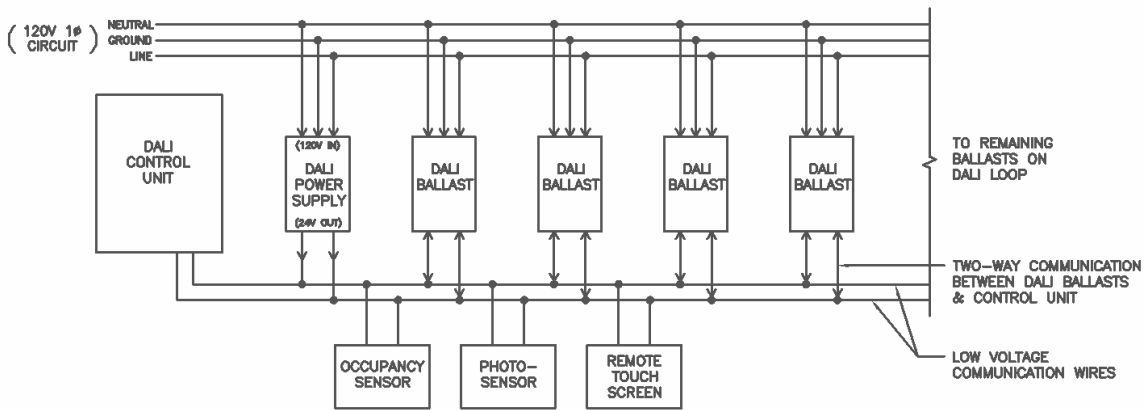 NEUTRAL
( 120V 1ø
CIRCUIT )
GROUND
LINE
DALI
CONTROL
UNIT
(120V IN)
DALI
POWER
SUPPLY
(24V OUT)
DALI
BALLAST
DALI
BALLAST
DALI
BALLAST
DALI
BALLAST
TO REMAINING
BALLASTS ON
DALI LOOP
TWO-WAY COMMUNICATION
BETWEEN DALI BALLASTS
& CONTROL UNIT
OCCUPANCY
SENSOR
PHOTO-
SENSOR
REMOTE
TOUCH
SCREEN
LOW VOLTAGE
COMMUNICATION WIRES